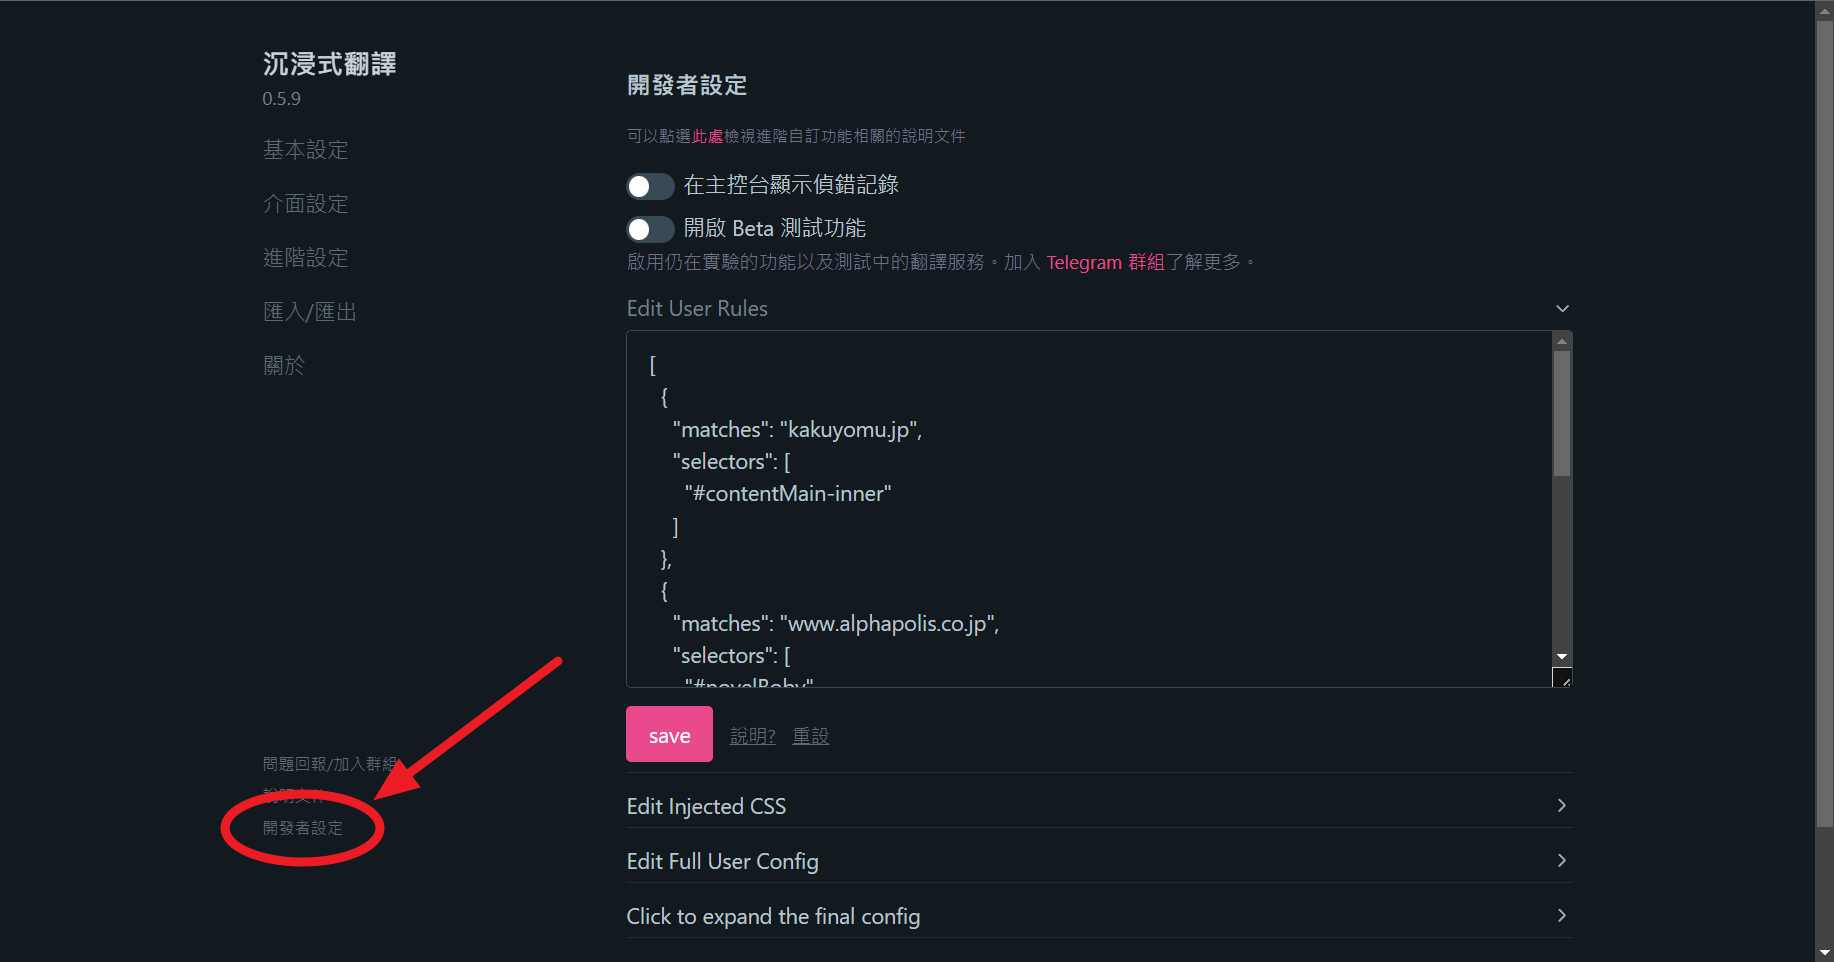 沉浸式翻譯
0.5.9
基本設定
介面設定
進階設定
匯入/匯出
關於
問題回報/加入群組
說明文件
開發者設定
開發者設定
可以點選此處檢視進階自訂功能相關的說明文件
在主控台顯示偵錯記錄
開啟 Beta 測試功能
啟用仍在實驗的功能以及測試中的翻譯服務。加入 Telegram 群組了解更多。
Edit User Rules
[
{
"matches": "kakuyomu.jp",
"selectors": [
"#contentMain-inner"
]
},
{
"matches": "www.alphapolis.co.jp",
"selectors": [
"#novelBoby"
save 說明? 重設
Edit Injected CSS
Edit Full User Config
Click to expand the final config